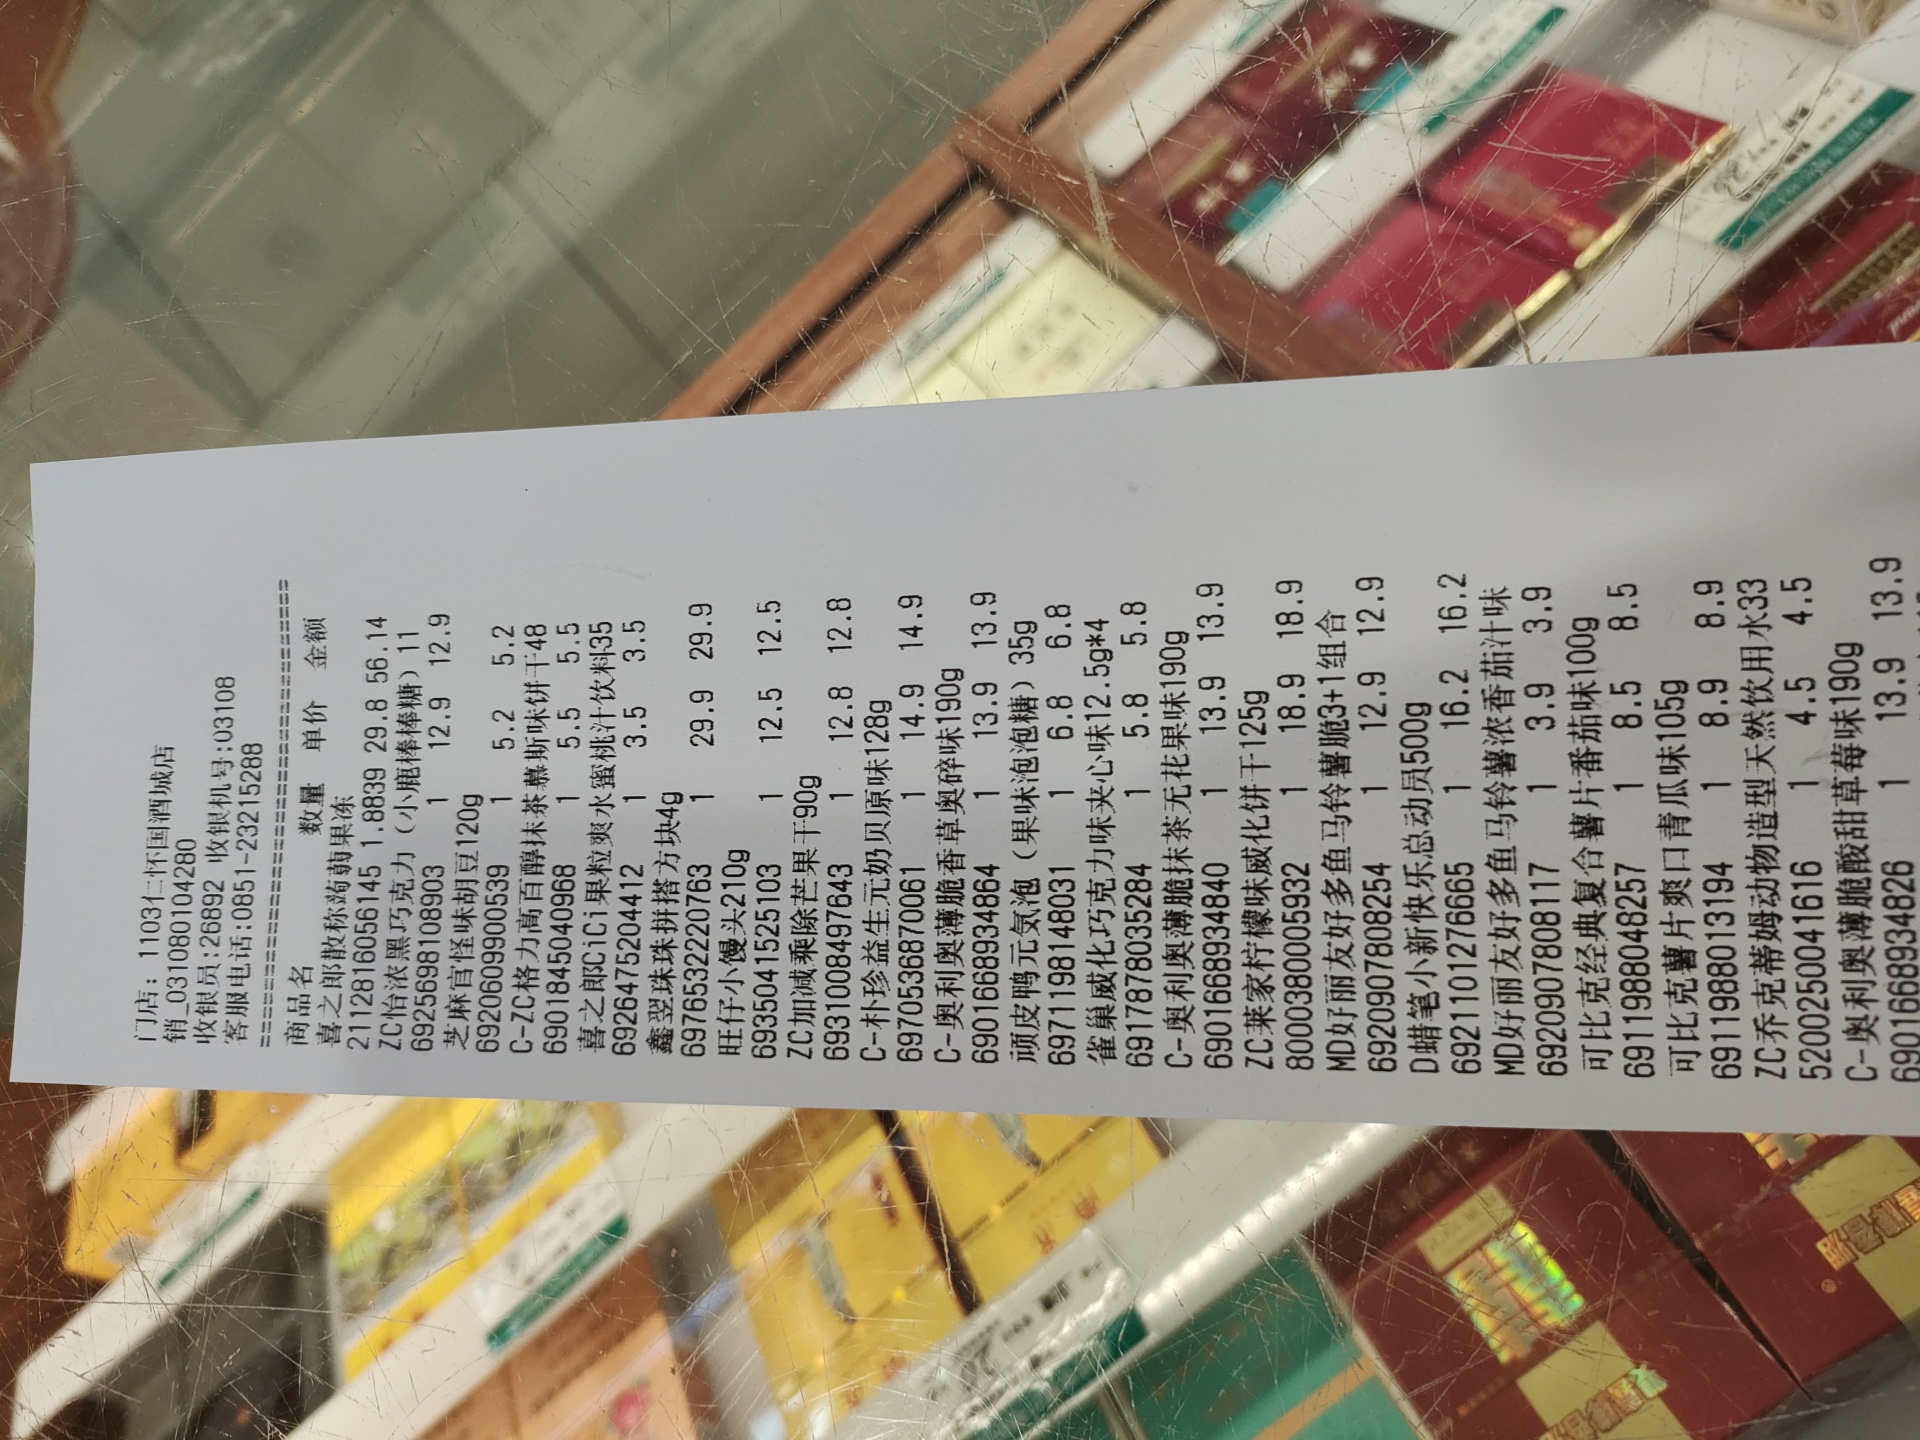 门店: 1103仁怀国酒城店
销_0310801104280
收银员:26892 收银机号:03108
客服电话:0851-23215288
================================
商品名 数量 单价 金额
喜之郎散称蒟蒻果冻
2112816056145 1.8839 29.8 56.14
ZC怡浓黑巧克力（小鹿棒棒糖）11
6925698108903 1 12.9 12.9
芝麻官怪味胡豆120g
6920609900539 1 5.2 5.2
C-ZC格力高百醇抹茶慕斯味饼干48
6901845040968 1 5.5 5.5
喜之郎CiCi果粒爽水蜜桃汁饮料35
6926475204412 1 3.5 3.5
鑫翌珠珠拼搭方块4g
6976532220763 1 29.9 29.9
旺仔小馒头210g
6935041525103 1 12.5 12.5
ZC加减乘除芒果干90g
6931008497643 1 12.8 12.8
C-朴珍益生元奶贝原味128g
6970536870061 1 14.9 14.9
C-奥利奥薄脆香草奥碎味190g
6901668934864 1 13.9 13.9
顽皮鸭元気泡（果味泡泡糖）35g
6971198148031 1 6.8 6.8
雀巢威化巧克力味夹心味12.5g*4
6917878035284 1 5.8 5.8
C-奥利奥薄脆抹茶无花果味190g
6901668934840 1 13.9 13.9
ZC莱家柠檬味威化饼干125g
8000380005932 1 18.9 18.9
MD好丽友好多鱼马铃薯脆3+1组合
6920907808254 1 12.9 12.9
D蜡笔小新快乐总动员500g
6921101276665 1 16.2 16.2
MD好丽友好多鱼马铃薯浓香茄汁味
6920907808117 1 3.9 3.9
可比克经典复合薯片番茄味100g
6911988048257 1 8.5 8.5
可比克薯片爽口青瓜味105g
6911988013194 1 8.9 8.9
ZC乔克蒂姆动物造型天然饮用水33
5200250041616 1 4.5 4.5
C-奥利奥薄脆酸甜草莓味190g
6901668934826 1 13.9 13.9